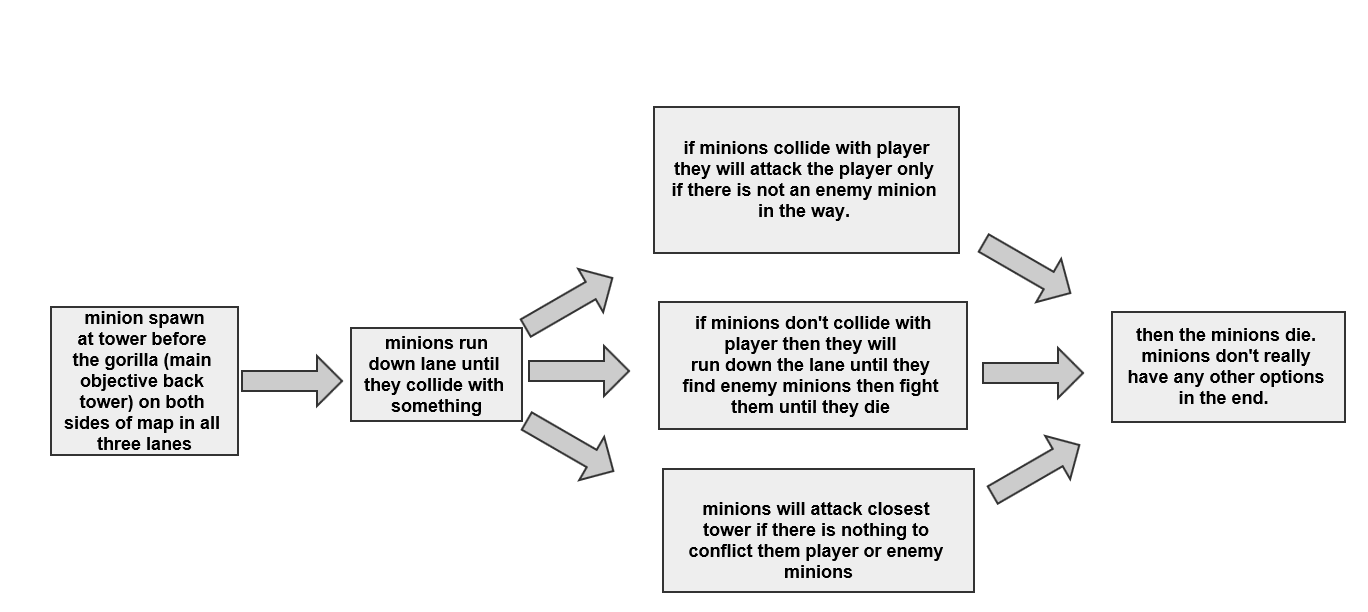 minion spawn
at tower before
the gorilla (main
objective back
tower) on both
sides of map in all
three lanes
minions run
down lane until
they collide with
something
if minions collide with player
they will attack the player only
if there is not an enemy minion
in the way.
if minions don't collide with
player then they will
run down the lane until they
find enemy minions then fight
them until they die
minions will attack closest
tower if there is nothing to
conflict them player or enemy
minions
then the minions die.
minions don't really
have any other options
in the end.